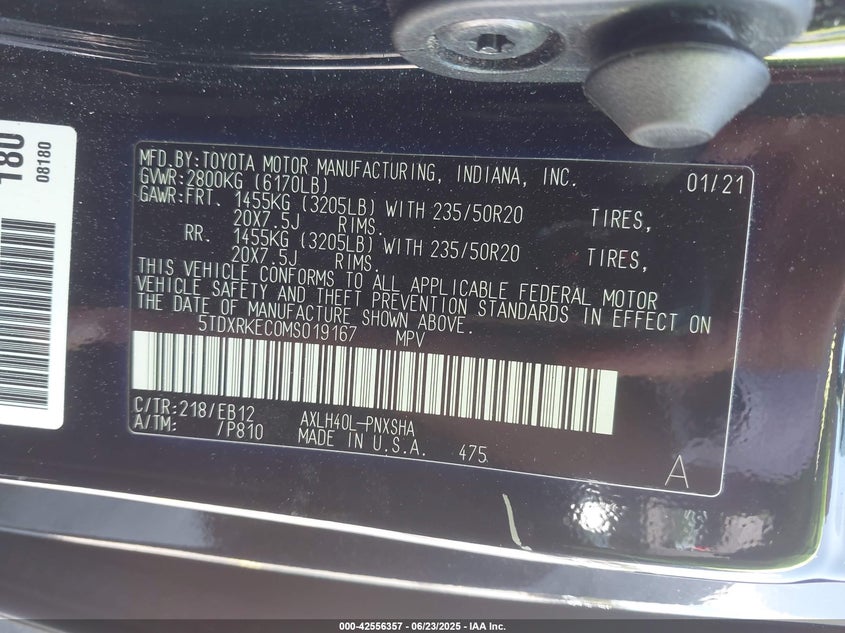 180
08180
MFD.BY:TOYOTA MOTOR MANUFACTURING, INDIANA, INC. 01/21
GVWR:2800KG (6170LB)
GAWR:FRT. 1455KG (3205LB) WITH 235/50R20 TIRES,
20X7.5J RIMS.
RR. 1455KG (3205LB) WITH 235/50R20 TIRES,
20X7.5J RIMS.
THIS VEHICLE CONFORMS TO ALL APPLICABLE FEDERAL MOTOR
VEHICLE SAFETY AND THEFT PREVENTION STANDARDS IN EFFECT ON
THE DATE OF MANUFACTURE SHOWN ABOVE.
5TDXRKEC0MS019167 MPV
C/TR:218/EB12 AXLH40L-PNXSHA
A/TM: /P810 MADE IN U.S.A. 475
A
000-42556357 - 06/23/2025 - IAA Inc.